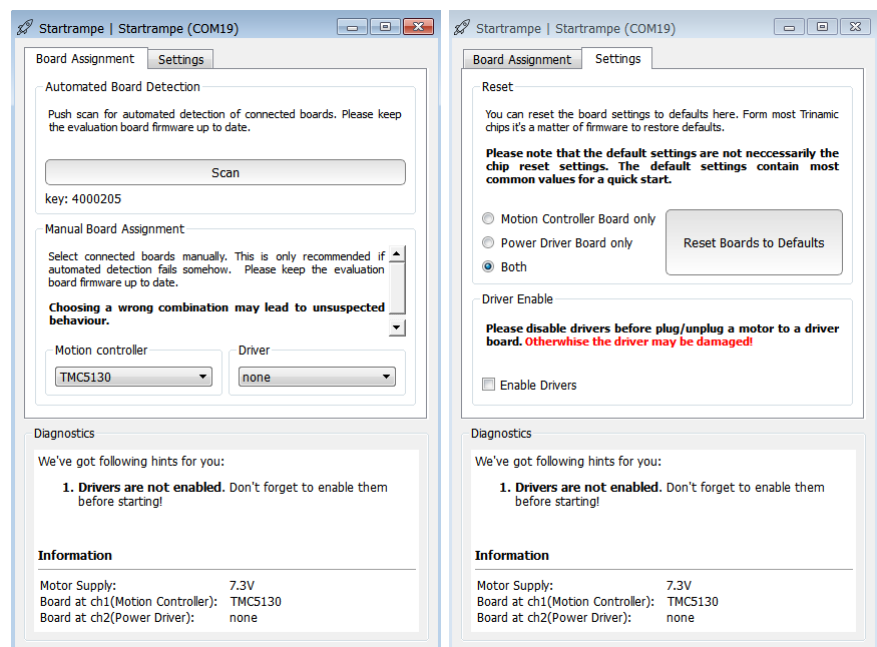 Startrampe | Startrampe (COM19)
Board Assignment Settings
Automated Board Detection
Push scan for automated detection of connected boards. Please keep
the evaluation board firmware up to date.
Scan
key: 4000205
Manual Board Assignment
Select connected boards manually. This is only recommended if
automated detection fails somehow. Please keep the evaluation
board firmware up to date.
Choosing a wrong combination may lead to unsuspected
behaviour.
Motion controller Driver
TMC5130 none
Diagnostics
We've got following hints for you:
1. Drivers are not enabled. Don't forget to enable them
before starting!
Information
Motor Supply: 7.3V
Board at ch1(Motion Controller): TMC5130
Board at ch2(Power Driver): none
Startrampe | Startrampe (COM19)
Board Assignment Settings
Reset
You can reset the board settings to defaults here. Form most Trinamic
chips it's a matter of firmware to restore defaults.
Please note that the default settings are not neccessarily the
chip reset settings. The default settings contain most
common values for a quick start.
Motion Controller Board only
Power Driver Board only
Both
Reset Boards to Defaults
Driver Enable
Please disable drivers before plug/unplug a motor to a driver
board. Otherwhise the driver may be damaged!
Enable Drivers
Diagnostics
We've got following hints for you:
1. Drivers are not enabled. Don't forget to enable them
before starting!
Information
Motor Supply: 7.3V
Board at ch1(Motion Controller): TMC5130
Board at ch2(Power Driver): none